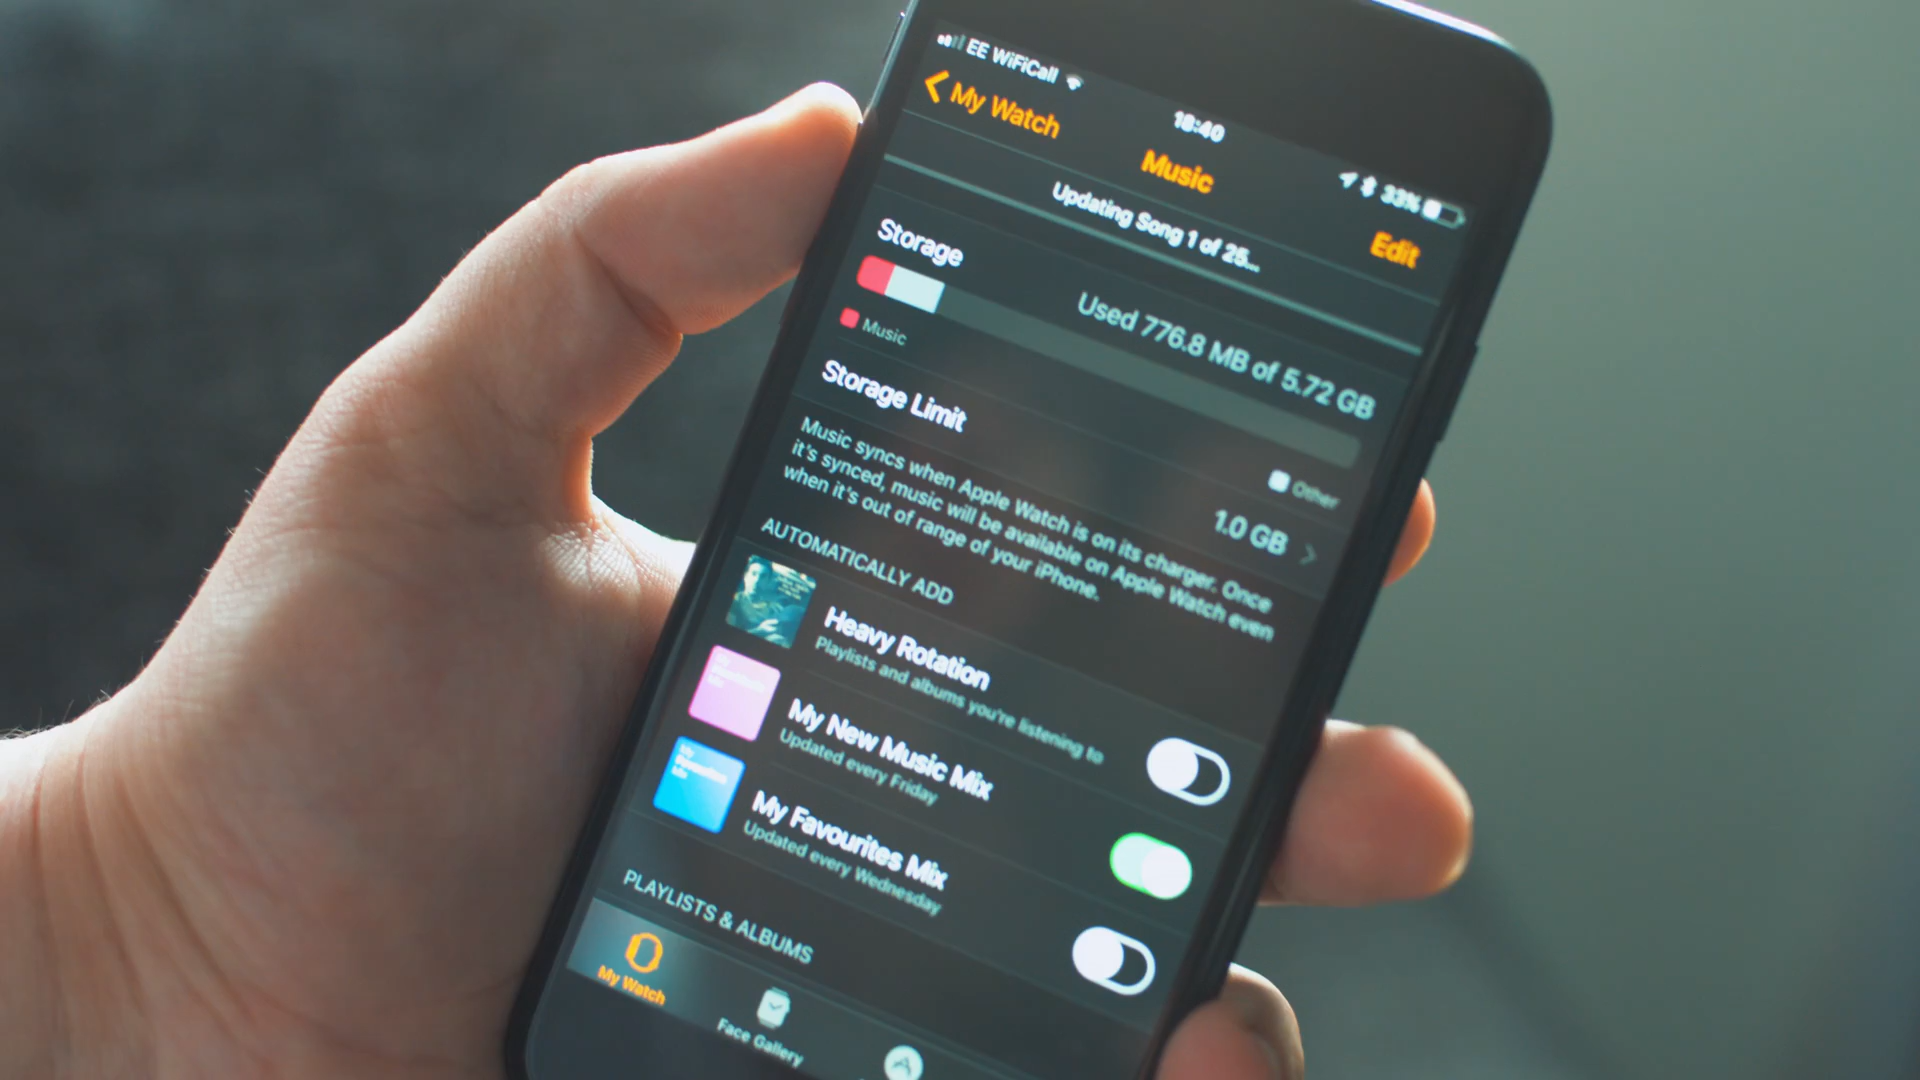 EE WiFiCall
18:40
33%
My Watch
Music
Edit
Updating Song 1 of 25...
Storage
Used 776.8 MB of 5.72 GB
Music
Other
Storage Limit
1.0 GB
Music syncs when Apple Watch is on its charger. Once
it's synced, music will be available on Apple Watch even
when it's out of range of your iPhone.
AUTOMATICALLY ADD
Heavy Rotation
Playlists and albums you're listening to
My New Music Mix
Updated every Friday
My
Favourites
Mix
My Favourites Mix
Updated every Wednesday
PLAYLISTS & ALBUMS
My Watch
Face Gallery